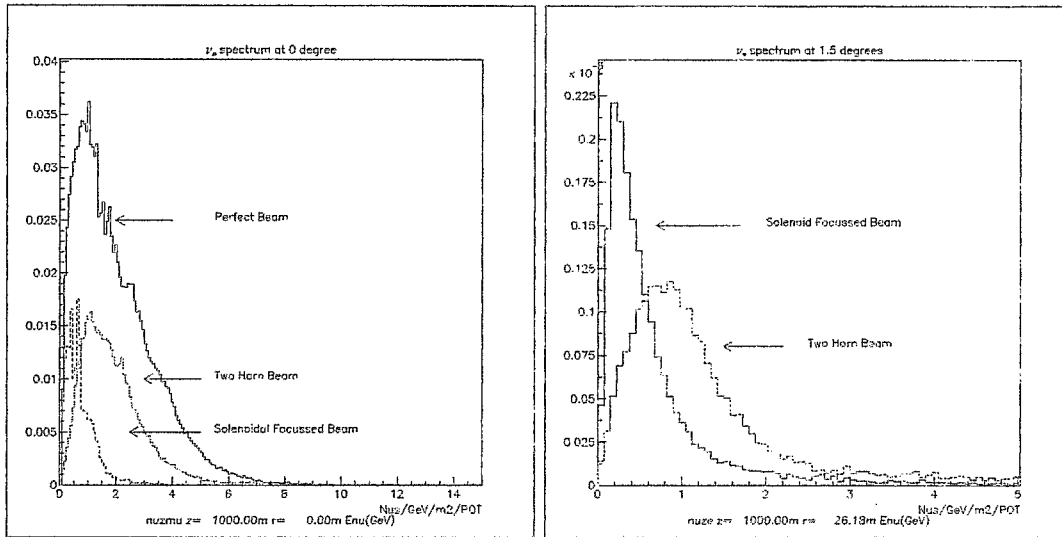 ν_μ spectrum at 0 degree
0.04
0.035
0.03
0.025
0.02
0.015
0.01
0.005
0
Perfect Beam
Two Horn Beam
Solenoidul Focussed Beam
0 2 4 6 8 10 12 14
Nus/GeV/m2/POT
nuzmu z= 1000.00m r= 0.00m Enu(GeV)
spectrum at 1.5 degrees
x 10
0.225
0.2
0.175
0.15
0.125
0.1
0.075
0.05
0.025
0
Solenoid Focussed Beam
Two Horn Beam
0 1 2 3 4 5
Nus/GeV/m2/POT
nuze z= 1000.00m r= 26.18m Enu(GeV)